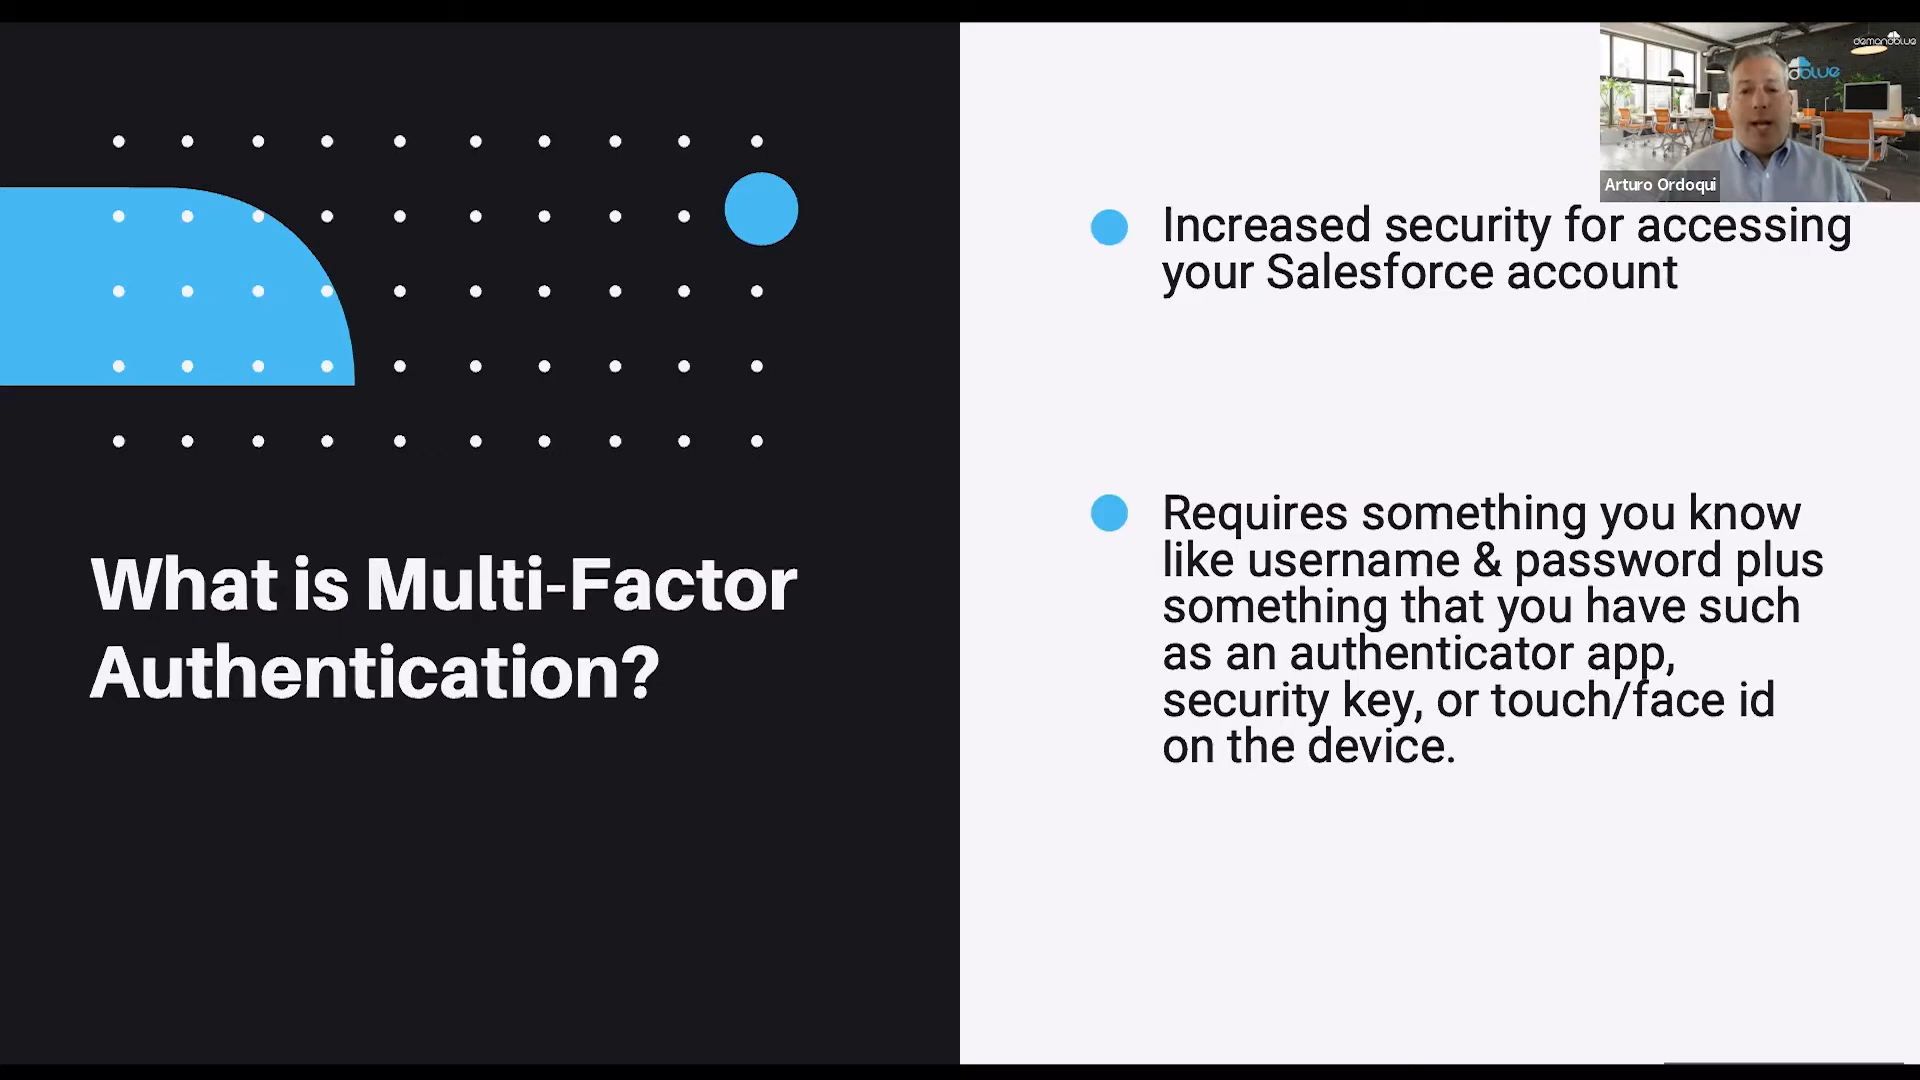 demandblue
dblue
Arturo Ordoqui
What is Multi-Factor
Authentication?
Increased security for accessing
your Salesforce account
Requires something you know
like username & password plus
something that you have such
as an authenticator app,
security key, or touch/face id
on the device.